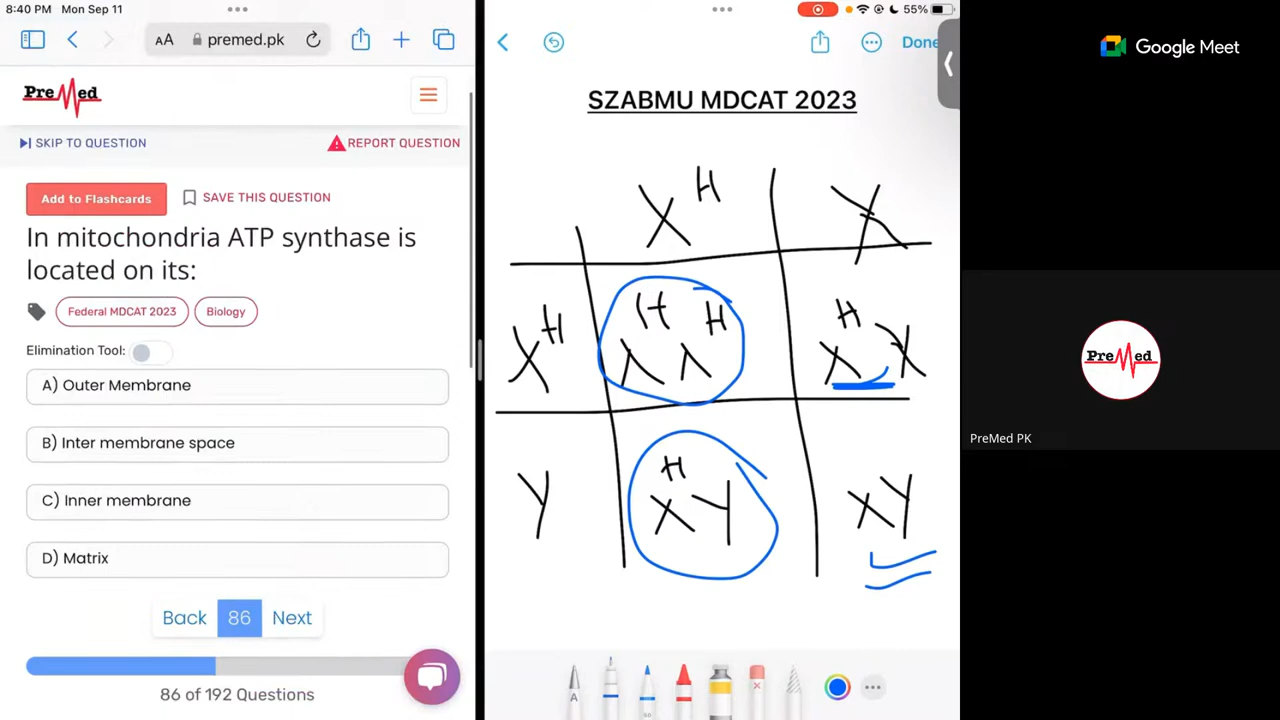 8:40 PM Mon Sep 11
55%
AA premed.pk
Done
Google Meet
PreMed
SKIP TO QUESTION
REPORT QUESTION
Add to Flashcards
SAVE THIS QUESTION
In mitochondria ATP synthase is
located on its:
Federal MDCAT 2023
Biology
Elimination Tool:
A) Outer Membrane
B) Inter membrane space
C) Inner membrane
D) Matrix
Back 86 Next
86 of 192 Questions
SZABMU MDCAT 2023
X^H X
X^H X^H X^H X^H X
Y X^H Y XY
A
PreMed
PreMed PK